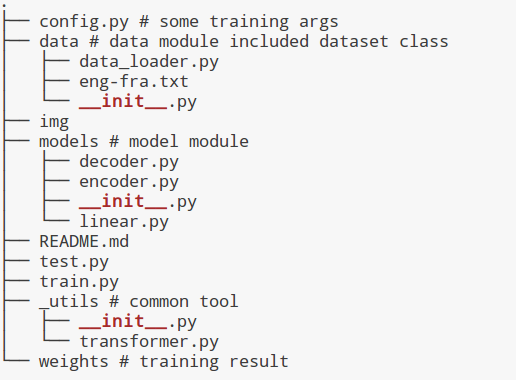 .
├── config.py # some training args
├── data # data module included dataset class
│   ├── data_loader.py
│   ├── eng-fra.txt
│   └── __init__.py
├── img
├── models # model module
│   ├── decoder.py
│   ├── encoder.py
│   ├── __init__.py
│   └── linear.py
├── README.md
├── test.py
├── train.py
├── _utils # common tool
│   ├── __init__.py
│   └── transformer.py
└── weights # training result